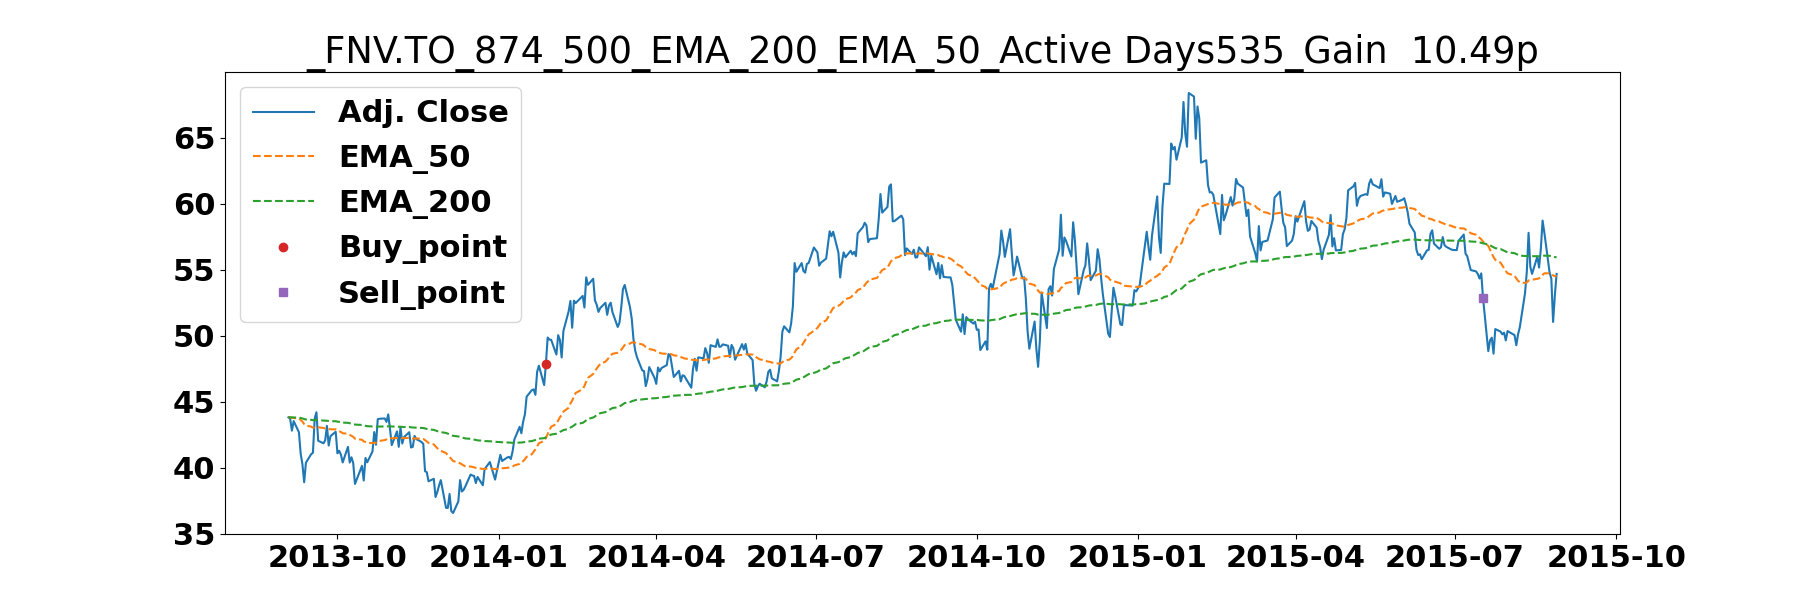 _FNV.TO_874_500_EMA_200_EMA_50_Active Days535_Gain  10.49p
Adj. Close
EMA_50
EMA_200
Buy_point
Sell_point
65
60
55
50
45
40
35
2013-10 2014-01 2014-04 2014-07 2014-10 2015-01 2015-04 2015-07 2015-10